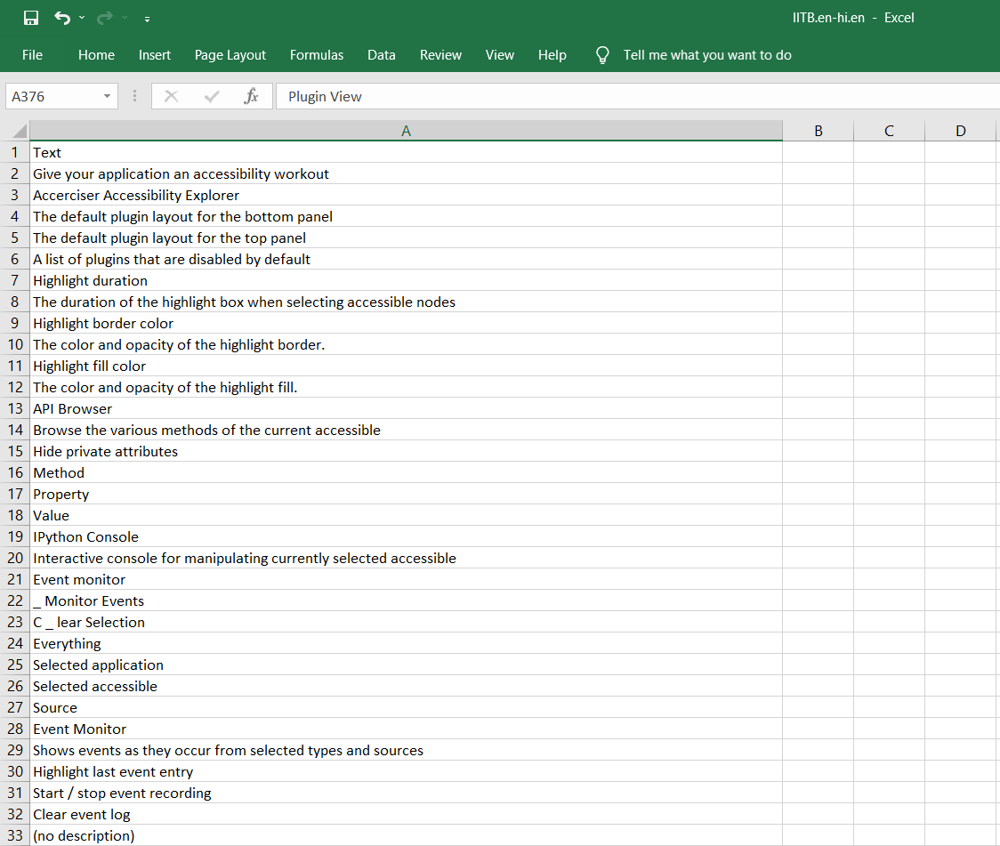 IITB.en-hi.en - Excel
File Home Insert Page Layout Formulas Data Review View Help Tell me what you want to do
A376 fx Plugin View
A B C D
1 Text
2 Give your application an accessibility workout
3 Accerciser Accessibility Explorer
4 The default plugin layout for the bottom panel
5 The default plugin layout for the top panel
6 A list of plugins that are disabled by default
7 Highlight duration
8 The duration of the highlight box when selecting accessible nodes
9 Highlight border color
10 The color and opacity of the highlight border.
11 Highlight fill color
12 The color and opacity of the highlight fill.
13 API Browser
14 Browse the various methods of the current accessible
15 Hide private attributes
16 Method
17 Property
18 Value
19 IPython Console
20 Interactive console for manipulating currently selected accessible
21 Event monitor
22 _ Monitor Events
23 C _ lear Selection
24 Everything
25 Selected application
26 Selected accessible
27 Source
28 Event Monitor
29 Shows events as they occur from selected types and sources
30 Highlight last event entry
31 Start / stop event recording
32 Clear event log
33 (no description)